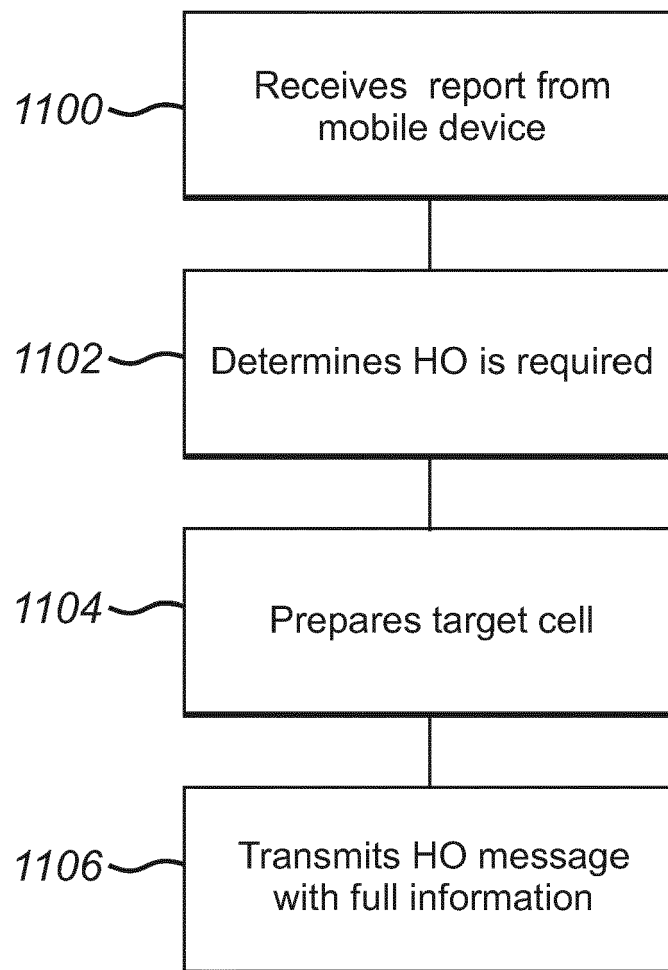 1100
Receives report from
mobile device
1102
Determines HO is required
1104
Prepares target cell
1106
Transmits HO message
with full information